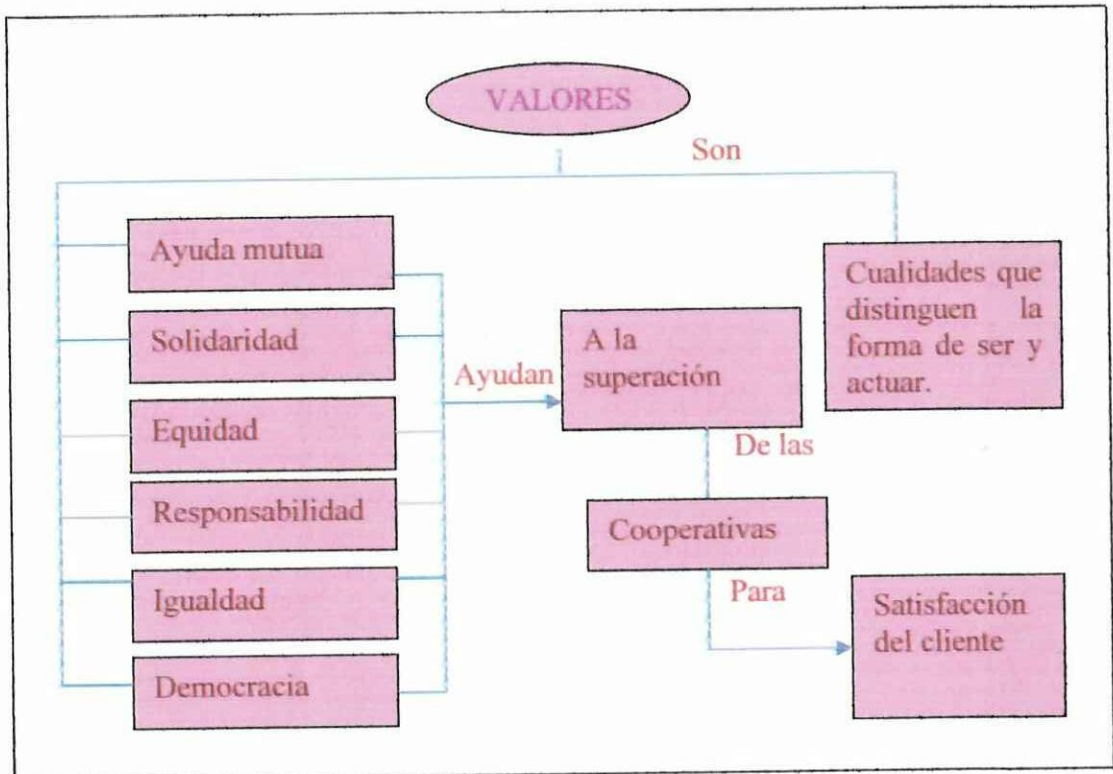 VALORES
Son
Ayuda mutua
Solidaridad
Equidad
Responsabilidad
Igualdad
Democracia
Ayudan
A la
superación
De las
Cooperativas
Para
Satisfacción
del cliente
Cualidades que
distinguen la
forma de ser y
actuar.